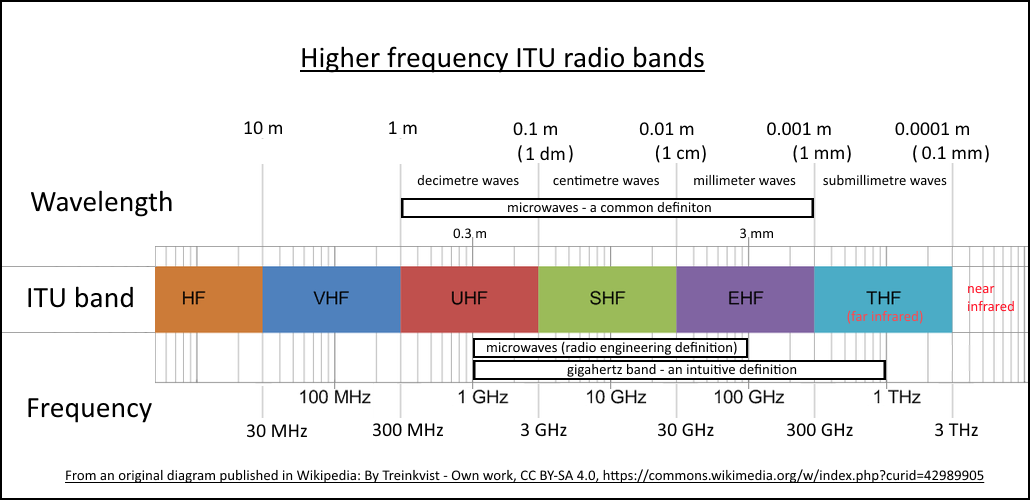 Higher frequency ITU radio bands
10 m 1 m 0.1 m 0.01 m 0.001 m 0.0001 m
(1 dm) (1 cm) (1 mm) (0.1 mm)
decimetre waves centimetre waves millimeter waves submillimetre waves
Wavelength
microwaves - a common definiton
0.3 m 3 mm
ITU band
HF VHF UHF SHF EHF THF
(far infrared)
near
infrared
microwaves (radio engineering definition)
gigahertz band - an intuitive definition
Frequency
100 MHz 1 GHz 10 GHz 100 GHz 1 THz
30 MHz 300 MHz 3 GHz 30 GHz 300 GHz 3 THz
From an original diagram published in Wikipedia: By Treinkvist - Own work, CC BY-SA 4.0, https://commons.wikimedia.org/w/index.php?curid=42989905